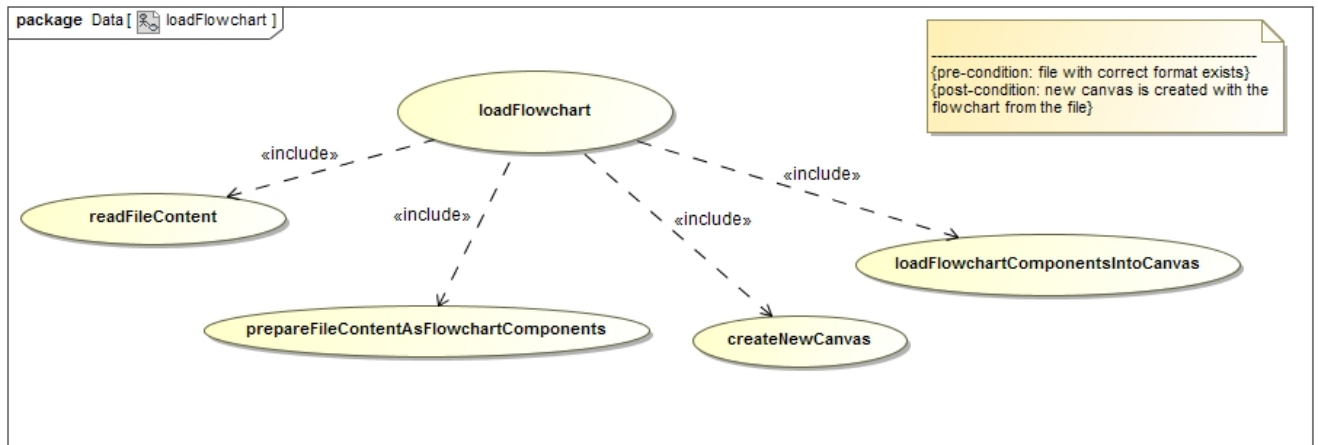 package Data [ loadFlowchart ]
-------------------------------------------------------
{pre-condition: file with correct format exists}
{post-condition: new canvas is created with the
flowchart from the file}
loadFlowchart
«include»
«include»
«include»
«include»
readFileContent
loadFlowchartComponentsIntoCanvas
prepareFileContentAsFlowchartComponents
createNewCanvas